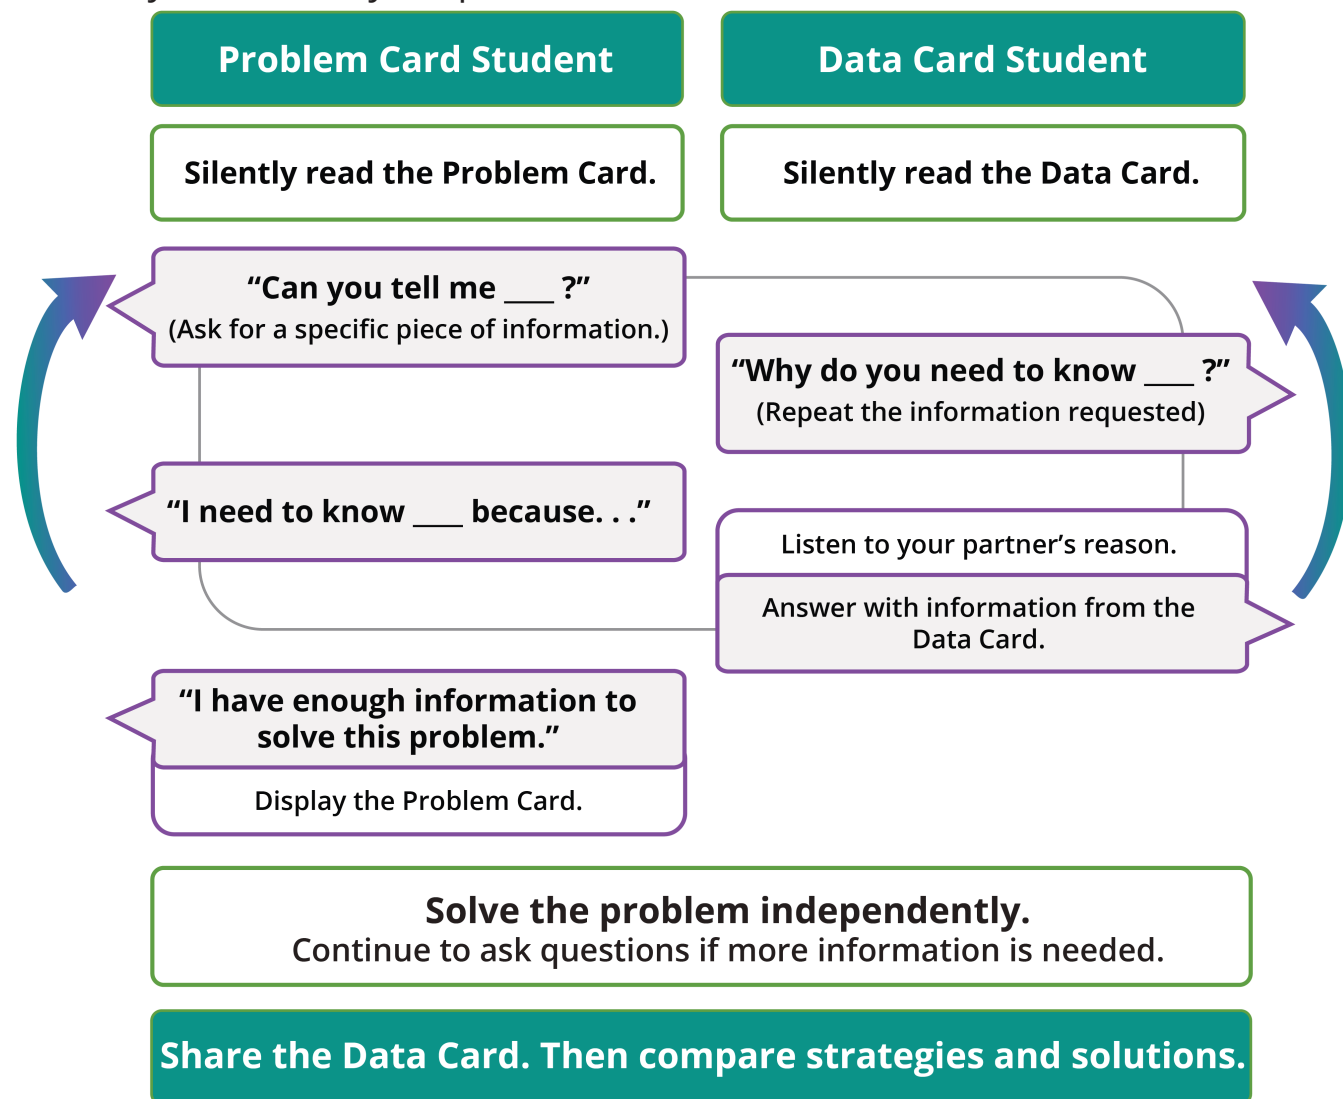 Problem Card Student
Data Card Student
Silently read the Problem Card.
Silently read the Data Card.
“Can you tell me ____ ?”
(Ask for a specific piece of information.)
“Why do you need to know ____ ?”
(Repeat the information requested)
“I need to know ____ because. . .”
Listen to your partner’s reason.
Answer with information from the
Data Card.
“I have enough information to
solve this problem.”
Display the Problem Card.
Solve the problem independently.
Continue to ask questions if more information is needed.
Share the Data Card. Then compare strategies and solutions.